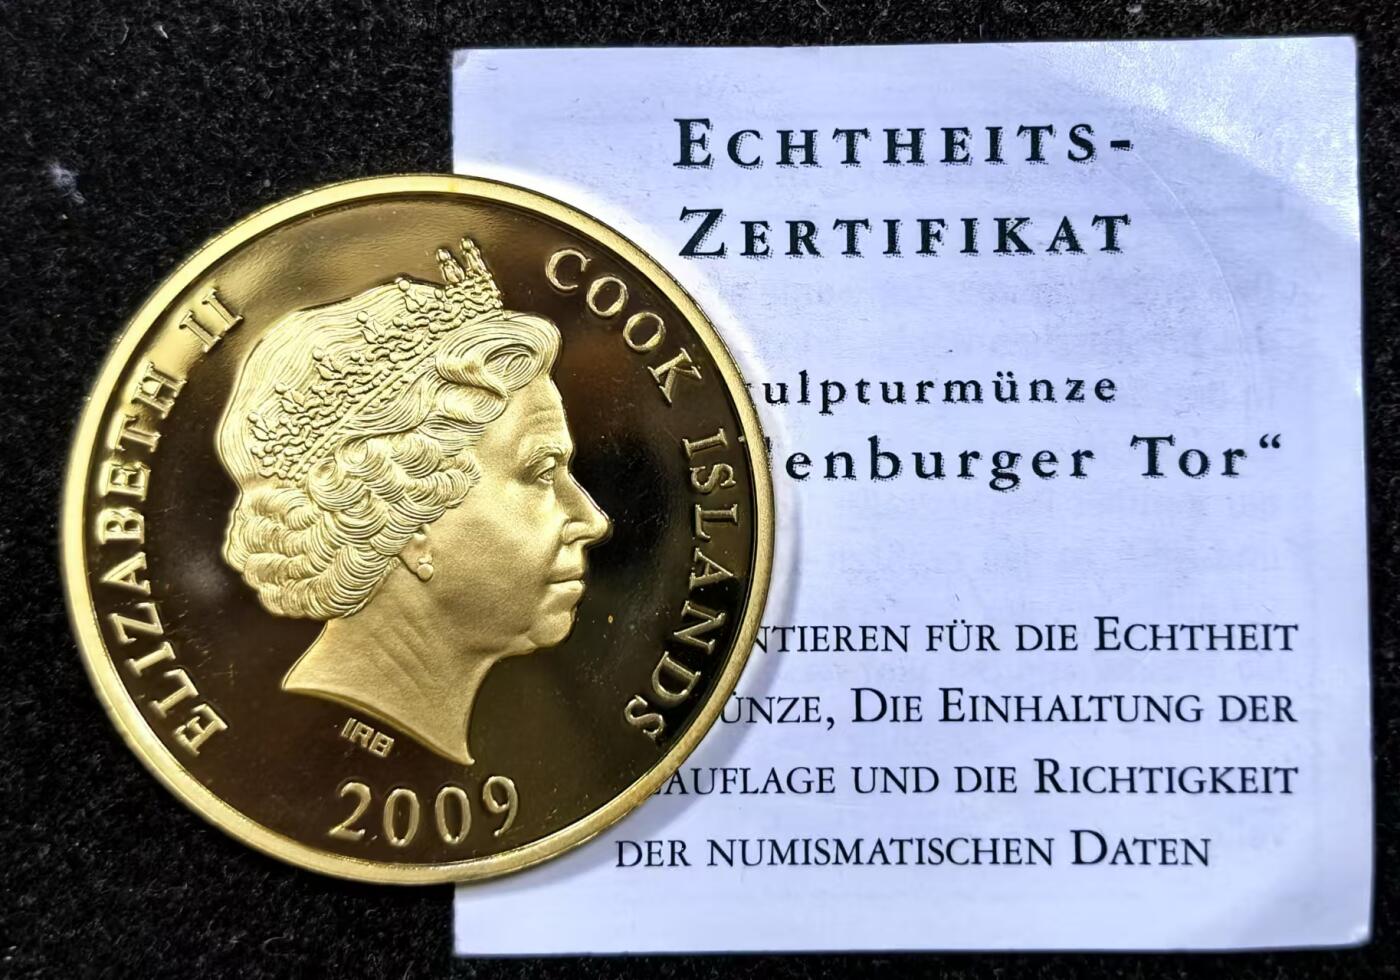 ELIZABETH II
COOK ISLANDS
IRB
2009
ECHTHEITS-
ZERTIFIKAT
ulpturmünze
enburger Tor“
NTIEREN FÜR DIE ECHTHEIT
ÜNZE, DIE EINHALTUNG DER
AUFLAGE UND DIE RICHTIGKEIT
DER NUMISMATISCHEN DATEN